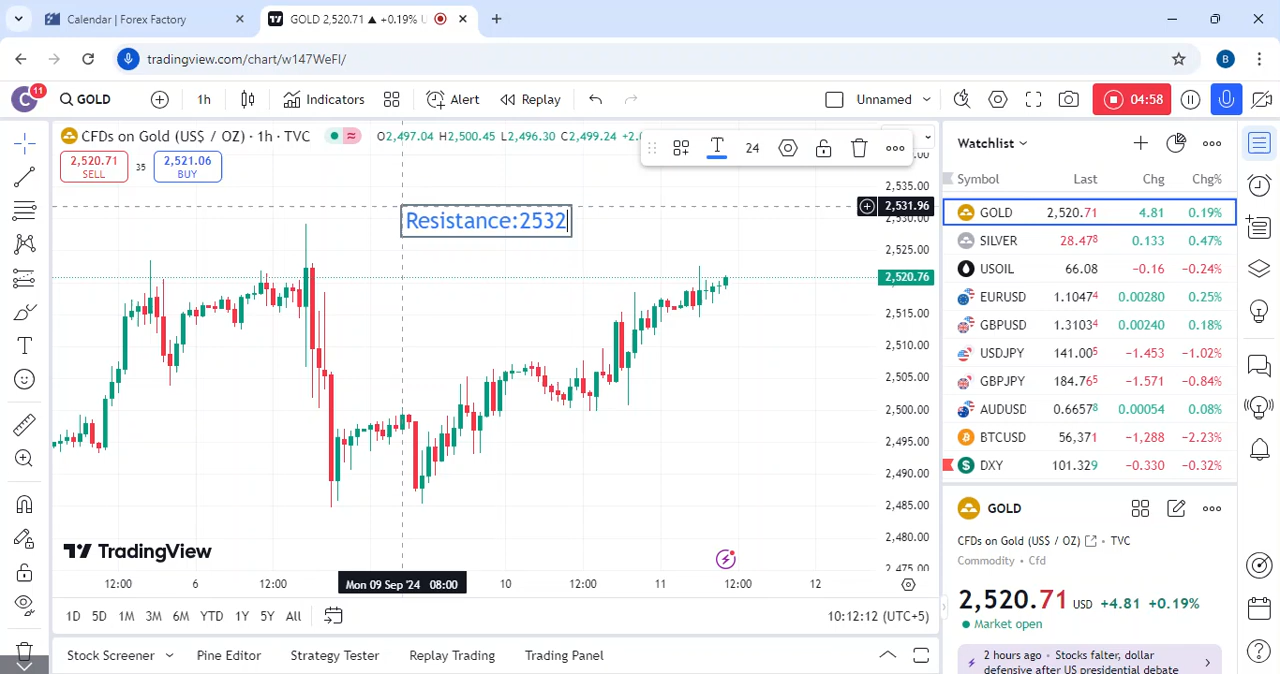 Calendar | Forex Factory
GOLD 2,520.71 ▲ +0.19% U
tradingview.com/chart/w147WeFI/
B
C 11
GOLD
1h
Indicators
Alert
Replay
Unnamed
04:58
CFDs on Gold (US$ / OZ) · 1h · TVC
O2,497.04 H2,500.45 L2,496.30 C2,499.24
24
2,520.71
SELL
35
2,521.06
BUY
Resistance:2532
2,535.00
2,531.96
2,530.00
2,525.00
2,520.76
2,515.00
2,510.00
2,505.00
2,500.00
2,495.00
2,490.00
2,485.00
2,480.00
2,475.00
TradingView
12:00 6 12:00 Mon 09 Sep '24 08:00 10 12:00 11 12:00 12
1D 5D 1M 3M 6M YTD 1Y 5Y All
10:12:12 (UTC+5)
Stock Screener Pine Editor Strategy Tester Replay Trading Trading Panel
Watchlist
Symbol Last Chg Chg%
GOLD 2,520.71 4.81 0.19%
SILVER 28.478 0.133 0.47%
USOIL 66.08 −0.16 −0.24%
EURUSD 1.10474 0.00280 0.25%
GBPUSD 1.31034 0.00240 0.18%
USDJPY 141.005 −1.453 −1.02%
GBPJPY 184.765 −1.571 −0.84%
AUDUSD 0.66578 0.00054 0.08%
BTCUSD 56,371 −1,288 −2.23%
DXY 101.329 −0.330 −0.32%
GOLD
CFDs on Gold (US$ / OZ) • TVC
Commodity • Cfd
2,520.71 USD +4.81 +0.19%
Market open
2 hours ago • Stocks falter, dollar
defensive after US presidential debate